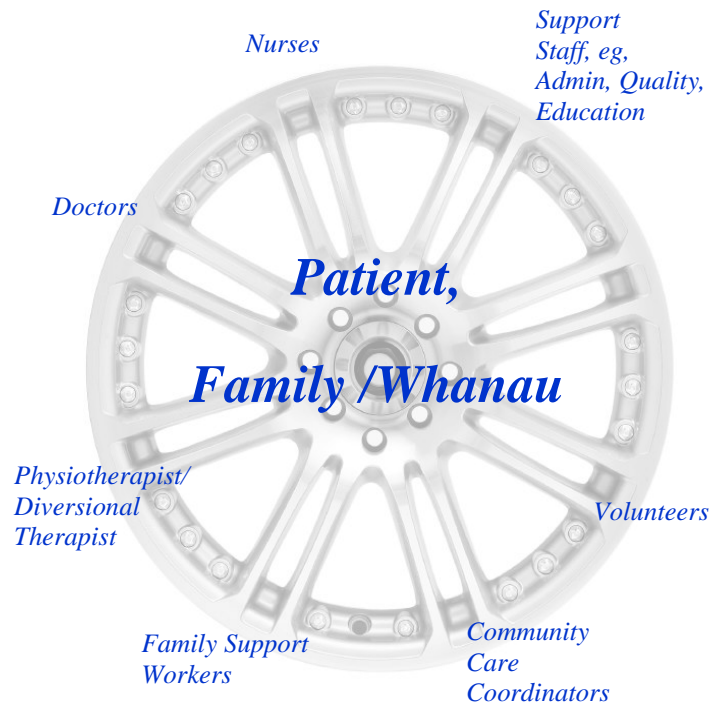 Nurses
Support
Staff, eg,
Admin, Quality,
Education
Doctors
Patient,
Family /Whanau
Physiotherapist/
Diversional
Therapist
Volunteers
Family Support
Workers
Community
Care
Coordinators